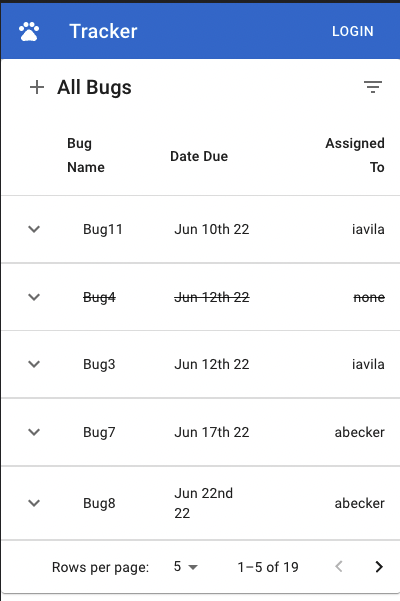 Tracker LOGIN
All Bugs
Bug Name Date Due Assigned To
Bug11 Jun 10th 22 iavila
Bug4 Jun 12th 22 none
Bug3 Jun 12th 22 iavila
Bug7 Jun 17th 22 abecker
Bug8 Jun 22nd 22 abecker
Rows per page: 5 1–5 of 19